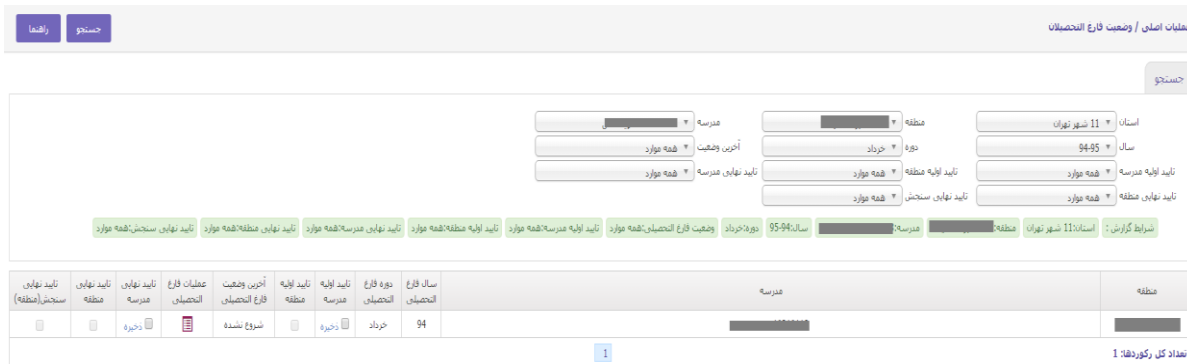 عملیات اصلی / وضعیت فارغ التحصیلان
جستجو
راهنما
جستجو
استان 11 شهر تهران منطقه مدرسه
سال 94-95 دوره خرداد آخرین وضعیت همه موارد
تایید اولیه مدرسه همه موارد تایید اولیه منطقه همه موارد تایید نهایی مدرسه همه موارد
تایید نهایی منطقه همه موارد تایید نهایی سنجش همه موارد
شرایط گزارش : استان:11 شهر تهران منطقه: مدرسه: سال:94-95 دوره:خرداد وضعیت فارغ التحصیلی:همه موارد تایید اولیه مدرسه:همه موارد تایید اولیه منطقه:همه موارد تایید نهایی مدرسه:همه موارد تایید نهایی منطقه:همه موارد تایید نهایی سنجش:همه موارد
منطقه مدرسه سال فارغ التحصیلی دوره فارغ التحصیلی تایید اولیه مدرسه تایید اولیه منطقه آخرین وضعیت فارغ التحصیلی عملیات فارغ التحصیلی تایید نهایی مدرسه تایید نهایی منطقه تایید نهایی سنجش(منطقه)
94 خرداد ذخیره شروع نشده ذخیره
1
تعداد کل رکوردها: 1